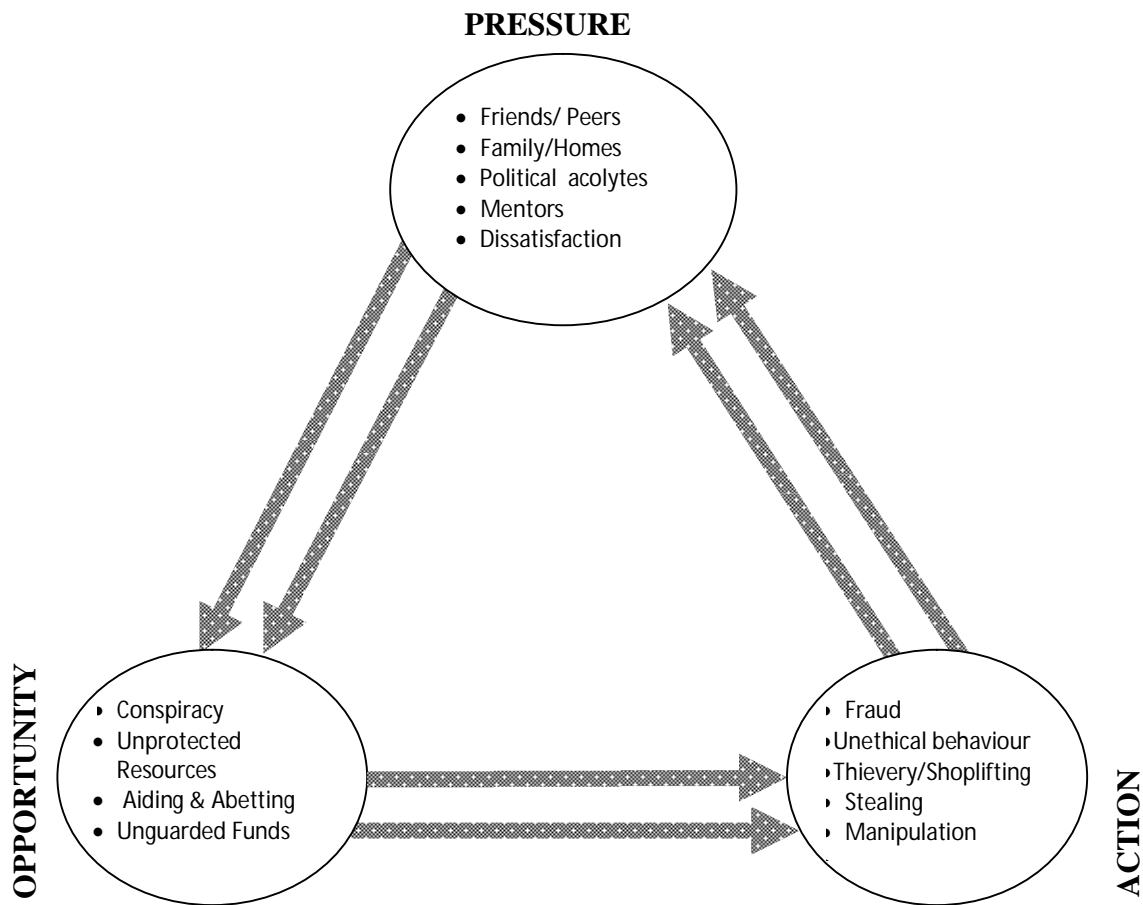 PRESSURE
• Friends/ Peers
• Family/Homes
• Political acolytes
• Mentors
• Dissatisfaction
OPPORTUNITY
• Conspiracy
• Unprotected
Resources
• Aiding & Abetting
• Unguarded Funds
• Fraud
• Unethical behaviour
• Thievery/Shoplifting
• Stealing
• Manipulation
ACTION